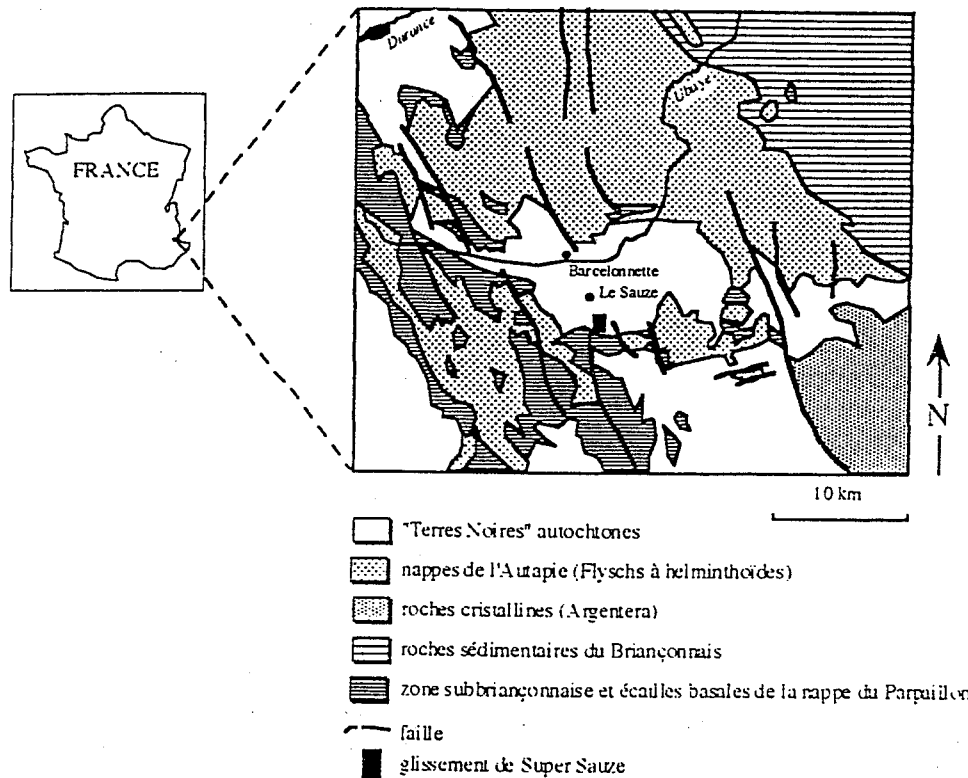 FRANCE
Durance
Ubaye
Barcelonnette
Le Sauze
N
10 km
"Terres Noires" autochtones
nappes de l'Autapie (Flyschs à helminthoïdes)
roches cristallines (Argentera)
roches sédimentaires du Briançonnais
zone subbriançonnaise et écailles basales de la nappe du Parpaillon
faille
glissement de Super Sauze